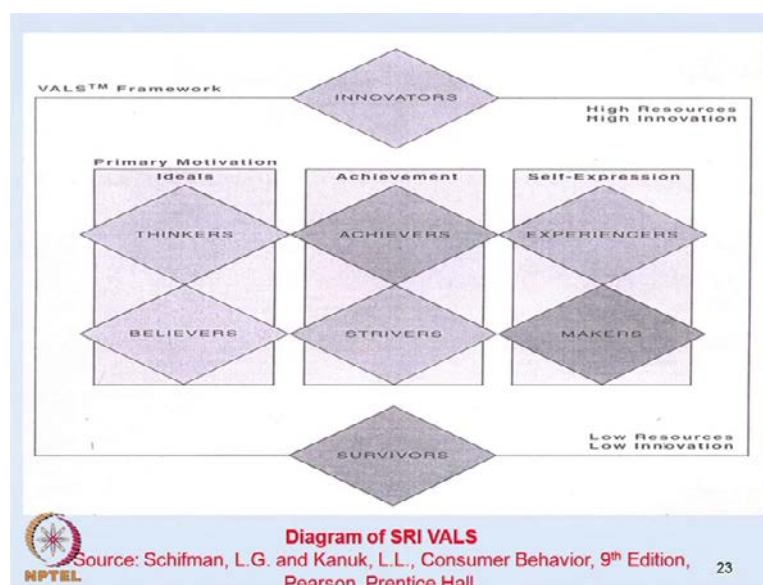 INNOVATORS
VALS™ Framework
High Resources
High Innovation
Primary Motivation
Ideals Achievement Self-Expression
THINKERS ACHIEVERS EXPERIENCERS
BELIEVERS STRIVERS MAKERS
Low Resources
Low Innovation
SURVIVORS
Diagram of SRI VALS
Source: Schifman, L.G. and Kanuk, L.L., Consumer Behavior, 9th Edition,
Pearson Prentice Hall
23
NPTEL